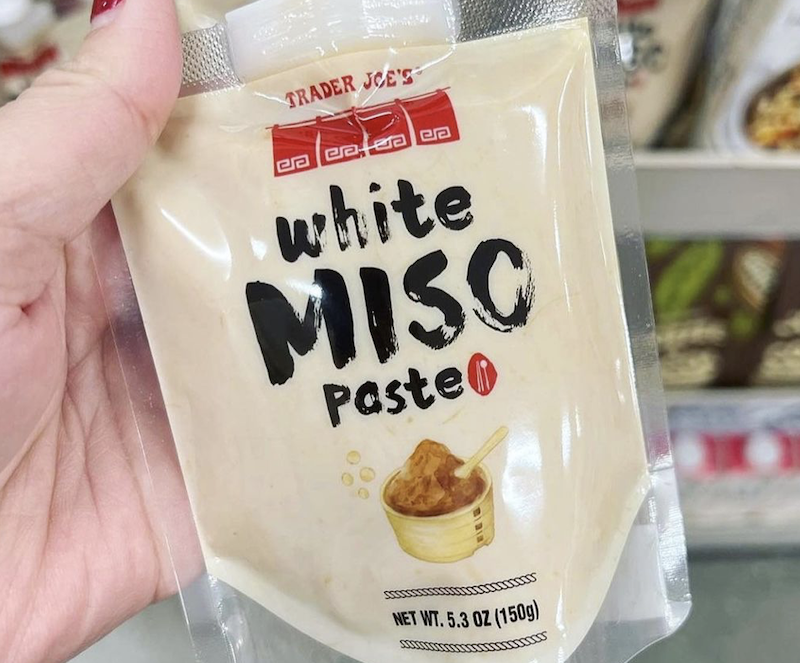 TRADER JOE'S
white
MISO
paste
NET WT. 5.3 OZ (150g)